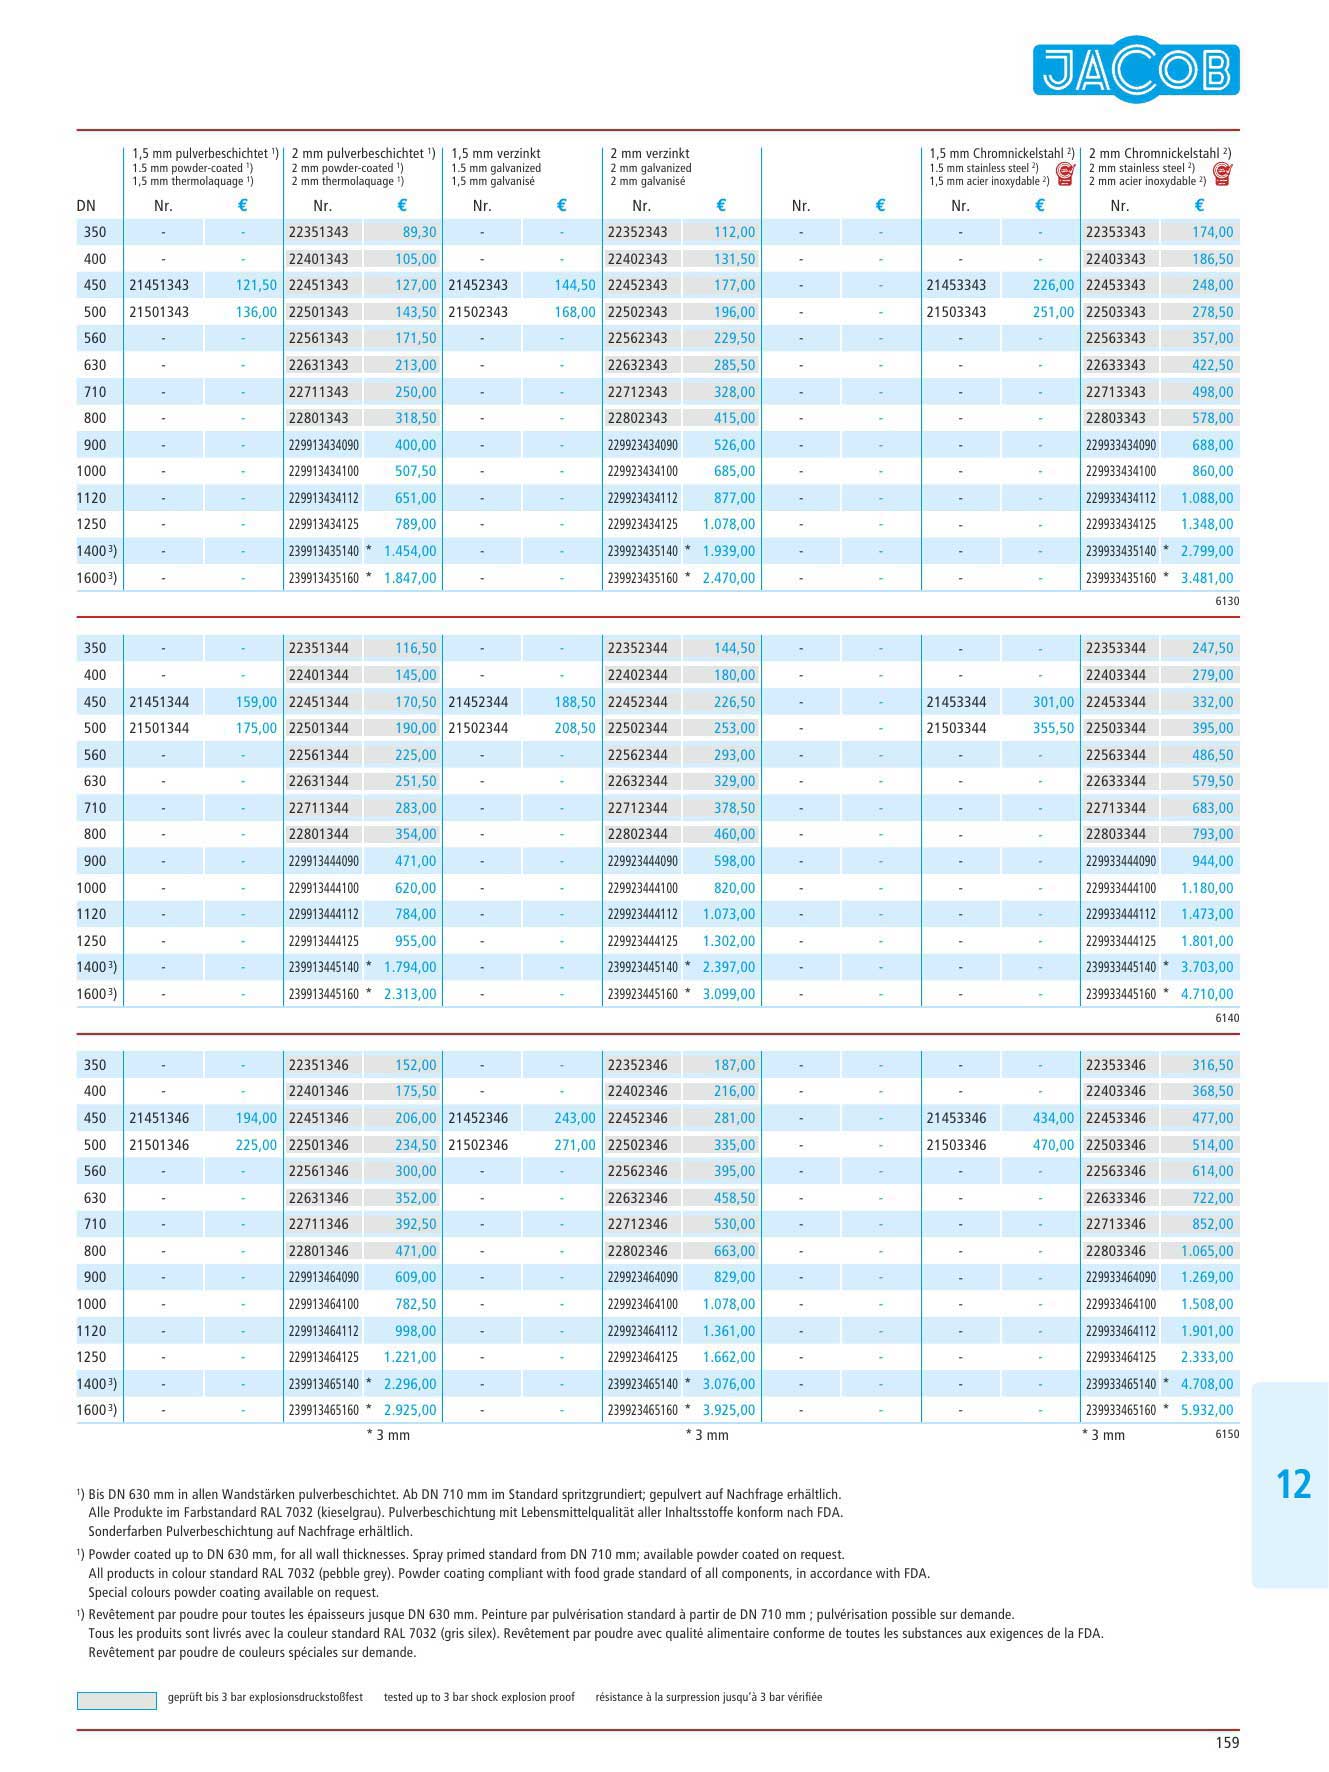 JACOB
1,5 mm pulverbeschichtet ¹) 2 mm pulverbeschichtet ¹) 1,5 mm verzinkt 2 mm verzinkt 1,5 mm Chromnickelstahl ²) 2 mm Chromnickelstahl ²)
1.5 mm powder-coated ¹) 2 mm powder-coated ¹) 1.5 mm galvanized 2 mm galvanized 1.5 mm stainless steel ²) 2 mm stainless steel ²)
1,5 mm thermolaquage ¹) 2 mm thermolaquage ¹) 1,5 mm galvanisé 2 mm galvanisé 1,5 mm acier inoxydable ²) 2 mm acier inoxydable ²)
DN Nr. € Nr. € Nr. € Nr. € Nr. € Nr. € Nr. €
350 - - 22351343 89,30 - - 22352343 112,00 - - - - 22353343 174,00
400 - - 22401343 105,00 - - 22402343 131,50 - - - - 22403343 186,50
450 21451343 121,50 22451343 127,00 21452343 144,50 22452343 177,00 - - 21453343 226,00 22453343 248,00
500 21501343 136,00 22501343 143,50 21502343 168,00 22502343 196,00 - - 21503343 251,00 22503343 278,50
560 - - 22561343 171,50 - - 22562343 229,50 - - - - 22563343 357,00
630 - - 22631343 213,00 - - 22632343 285,50 - - - - 22633343 422,50
710 - - 22711343 250,00 - - 22712343 328,00 - - - - 22713343 498,00
800 - - 22801343 318,50 - - 22802343 415,00 - - - - 22803343 578,00
900 - - 229913434090 400,00 - - 229923434090 526,00 - - - - 229933434090 688,00
1000 - - 229913434100 507,50 - - 229923434100 685,00 - - - - 229933434100 860,00
1120 - - 229913434112 651,00 - - 229923434112 877,00 - - - - 229933434112 1.088,00
1250 - - 229913434125 789,00 - - 229923434125 1.078,00 - - - - 229933434125 1.348,00
1400 ³) - - 239913435140 * 1.454,00 - - 239923435140 * 1.939,00 - - - - 239933435140 * 2.799,00
1600 ³) - - 239913435160 * 1.847,00 - - 239923435160 * 2.470,00 - - - - 239933435160 * 3.481,00
6130
350 - - 22351344 116,50 - - 22352344 144,50 - - - - 22353344 247,50
400 - - 22401344 145,00 - - 22402344 180,00 - - - - 22403344 279,00
450 21451344 159,00 22451344 170,50 21452344 188,50 22452344 226,50 - - 21453344 301,00 22453344 332,00
500 21501344 175,00 22501344 190,00 21502344 208,50 22502344 253,00 - - 21503344 355,50 22503344 395,00
560 - - 22561344 225,00 - - 22562344 293,00 - - - - 22563344 486,50
630 - - 22631344 251,50 - - 22632344 329,00 - - - - 22633344 579,50
710 - - 22711344 283,00 - - 22712344 378,50 - - - - 22713344 683,00
800 - - 22801344 354,00 - - 22802344 460,00 - - - - 22803344 793,00
900 - - 229913444090 471,00 - - 229923444090 598,00 - - - - 229933444090 944,00
1000 - - 229913444100 620,00 - - 229923444100 820,00 - - - - 229933444100 1.180,00
1120 - - 229913444112 784,00 - - 229923444112 1.073,00 - - - - 229933444112 1.473,00
1250 - - 229913444125 955,00 - - 229923444125 1.302,00 - - - - 229933444125 1.801,00
1400 ³) - - 239913445140 * 1.794,00 - - 239923445140 * 2.397,00 - - - - 239933445140 * 3.703,00
1600 ³) - - 239913445160 * 2.313,00 - - 239923445160 * 3.099,00 - - - - 239933445160 * 4.710,00
6140
350 - - 22351346 152,00 - - 22352346 187,00 - - - - 22353346 316,50
400 - - 22401346 175,50 - - 22402346 216,00 - - - - 22403346 368,50
450 21451346 194,00 22451346 206,00 21452346 243,00 22452346 281,00 - - 21453346 434,00 22453346 477,00
500 21501346 225,00 22501346 234,50 21502346 271,00 22502346 335,00 - - 21503346 470,00 22503346 514,00
560 - - 22561346 300,00 - - 22562346 395,00 - - - - 22563346 614,00
630 - - 22631346 352,00 - - 22632346 458,50 - - - - 22633346 722,00
710 - - 22711346 392,50 - - 22712346 530,00 - - - - 22713346 852,00
800 - - 22801346 471,00 - - 22802346 663,00 - - - - 22803346 1.065,00
900 - - 229913464090 609,00 - - 229923464090 829,00 - - - - 229933464090 1.269,00
1000 - - 229913464100 782,50 - - 229923464100 1.078,00 - - - - 229933464100 1.508,00
1120 - - 229913464112 998,00 - - 229923464112 1.361,00 - - - - 229933464112 1.901,00
1250 - - 229913464125 1.221,00 - - 229923464125 1.662,00 - - - - 229933464125 2.333,00
1400 ³) - - 239913465140 * 2.296,00 - - 239923465140 * 3.076,00 - - - - 239933465140 * 4.708,00
1600 ³) - - 239913465160 * 2.925,00 - - 239923465160 * 3.925,00 - - - - 239933465160 * 5.932,00
* 3 mm * 3 mm * 3 mm 6150
12
¹) Bis DN 630 mm in allen Wandstärken pulverbeschichtet. Ab DN 710 mm im Standard spritzgrundiert; gepulvert auf Nachfrage erhältlich.
Alle Produkte im Farbstandard RAL 7032 (kieselgrau). Pulverbeschichtung mit Lebensmittelqualität aller Inhaltsstoffe konform nach FDA.
Sonderfarben Pulverbeschichtung auf Nachfrage erhältlich.
¹) Powder coated up to DN 630 mm, for all wall thicknesses. Spray primed standard from DN 710 mm; available powder coated on request.
All products in colour standard RAL 7032 (pebble grey). Powder coating compliant with food grade standard of all components, in accordance with FDA.
Special colours powder coating available on request.
¹) Revêtement par poudre pour toutes les épaisseurs jusque DN 630 mm. Peinture par pulvérisation standard à partir de DN 710 mm ; pulvérisation possible sur demande.
Tous les produits sont livrés avec la couleur standard RAL 7032 (gris silex). Revêtement par poudre avec qualité alimentaire conforme de toutes les substances aux exigences de la FDA.
Revêtement par poudre de couleurs spéciales sur demande.
geprüft bis 3 bar explosionsdruckstoßfest tested up to 3 bar shock explosion proof résistance à la surpression jusqu'à 3 bar vérifiée
159